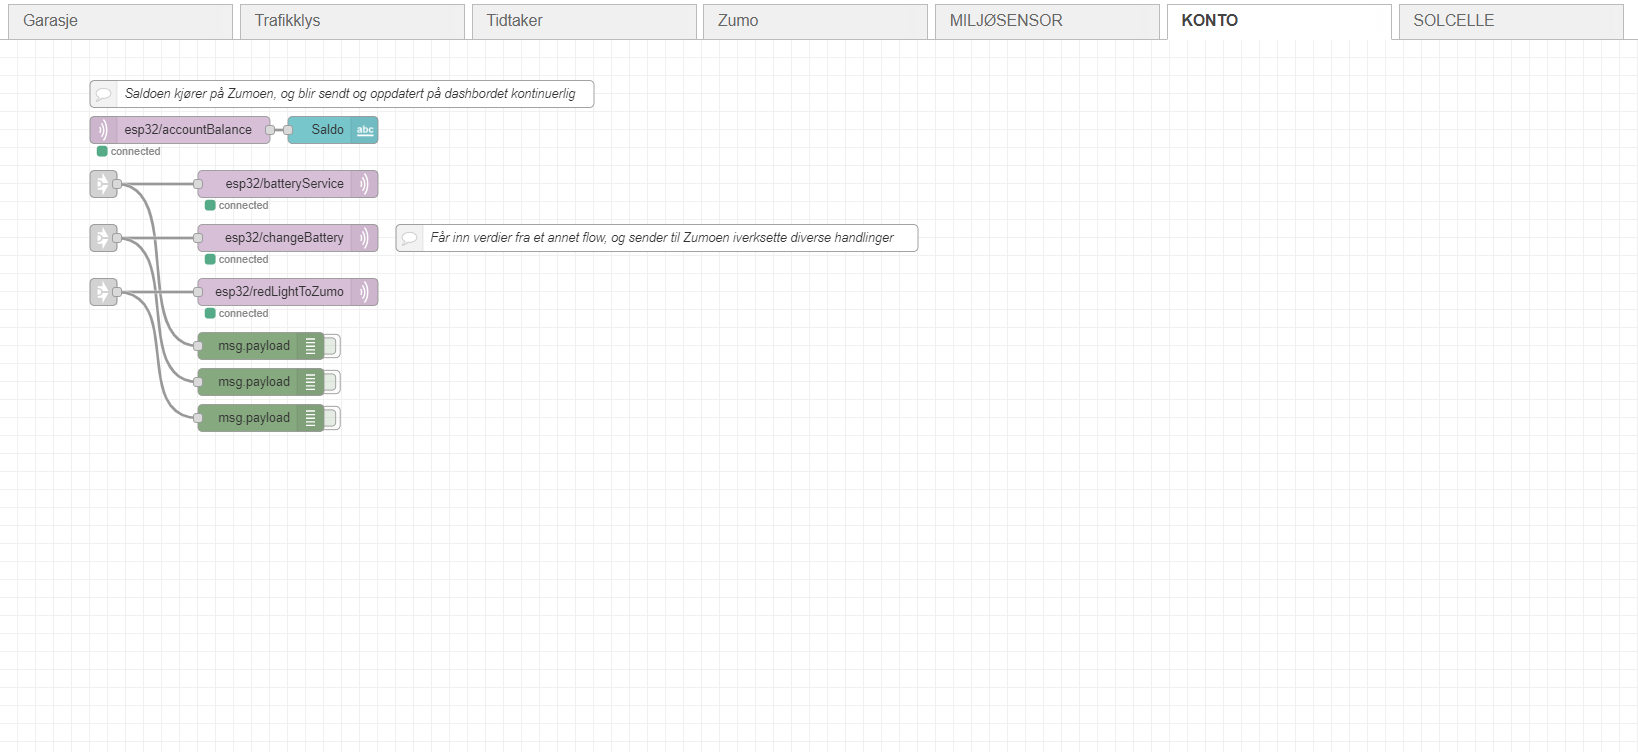 Garasje
Trafikklys
Tidtaker
Zumo
MILJØSENSOR
KONTO
SOLCELLE
Saldoen kjører på Zumoen, og blir sendt og oppdatert på dashbordet kontinuerlig
esp32/accountBalance
Saldo
abc
connected
esp32/batteryService
connected
esp32/changeBattery
Får inn verdier fra et annet flow, og sender til Zumoen iverksette diverse handlinger
connected
esp32/redLightToZumo
connected
msg.payload
msg.payload
msg.payload